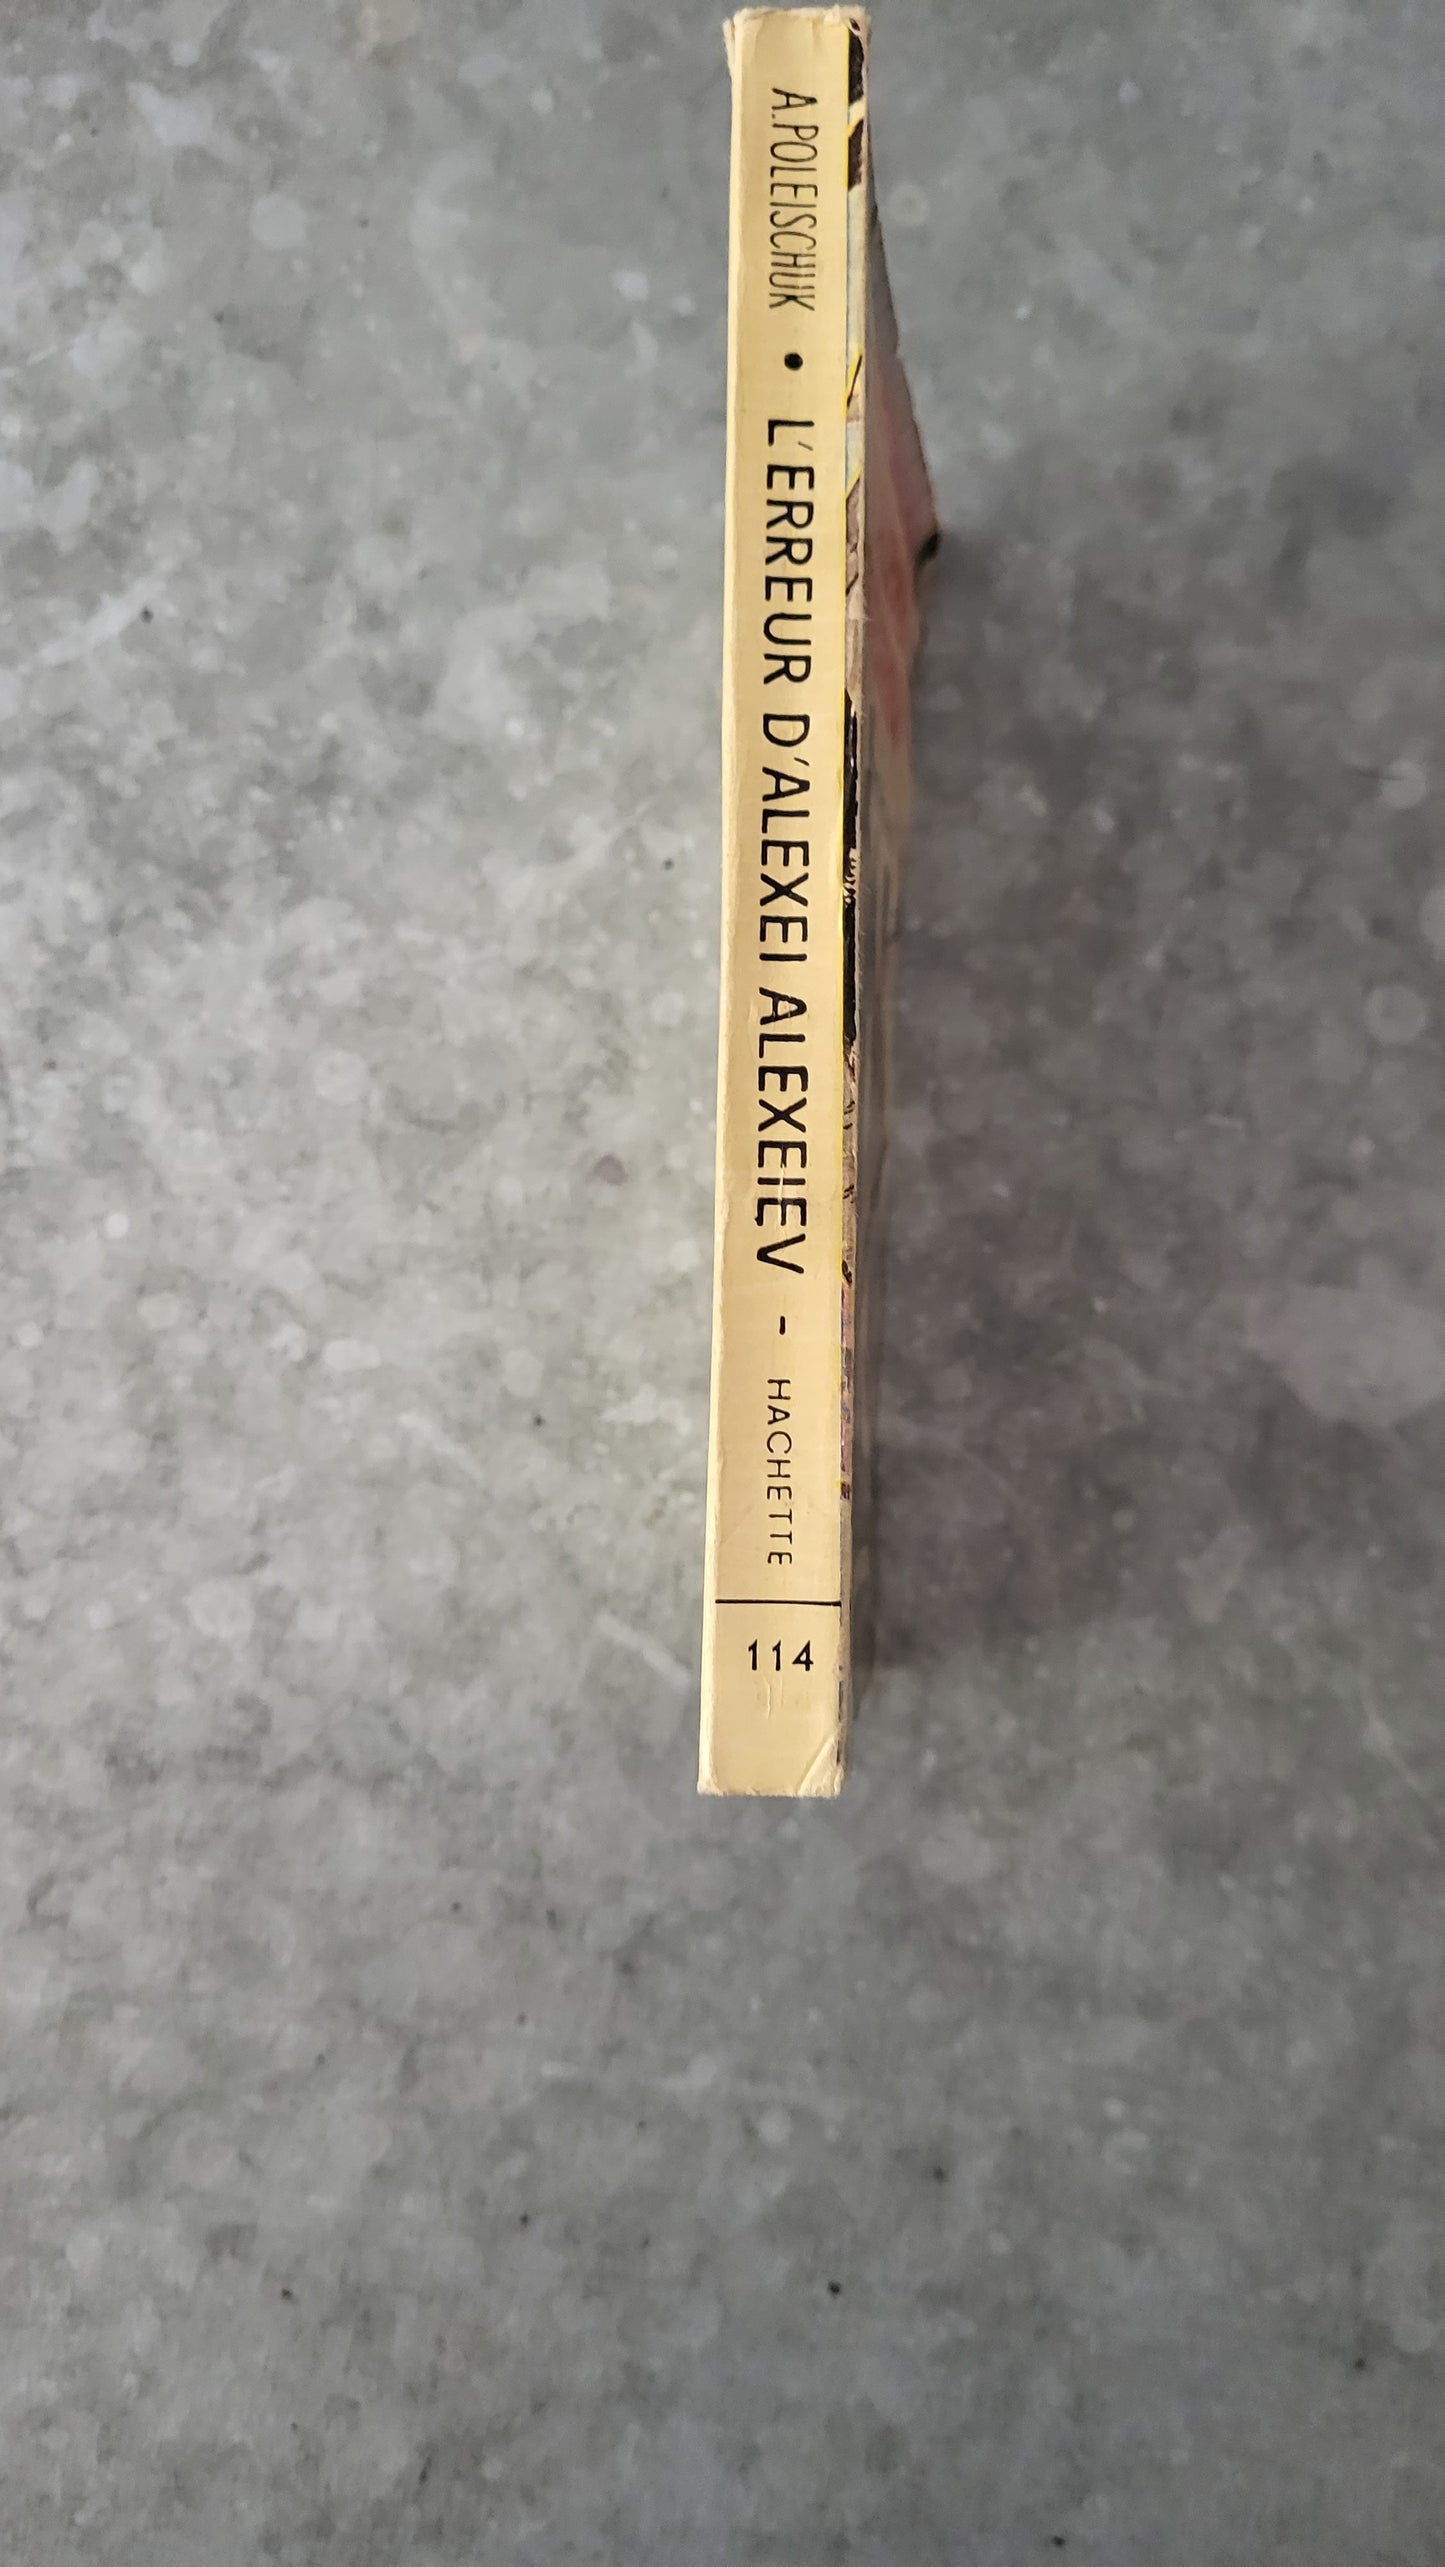 A. POLEISCHUK • L'ERREUR D'ALEXEI ALEXEIEV - HACHETTE
114